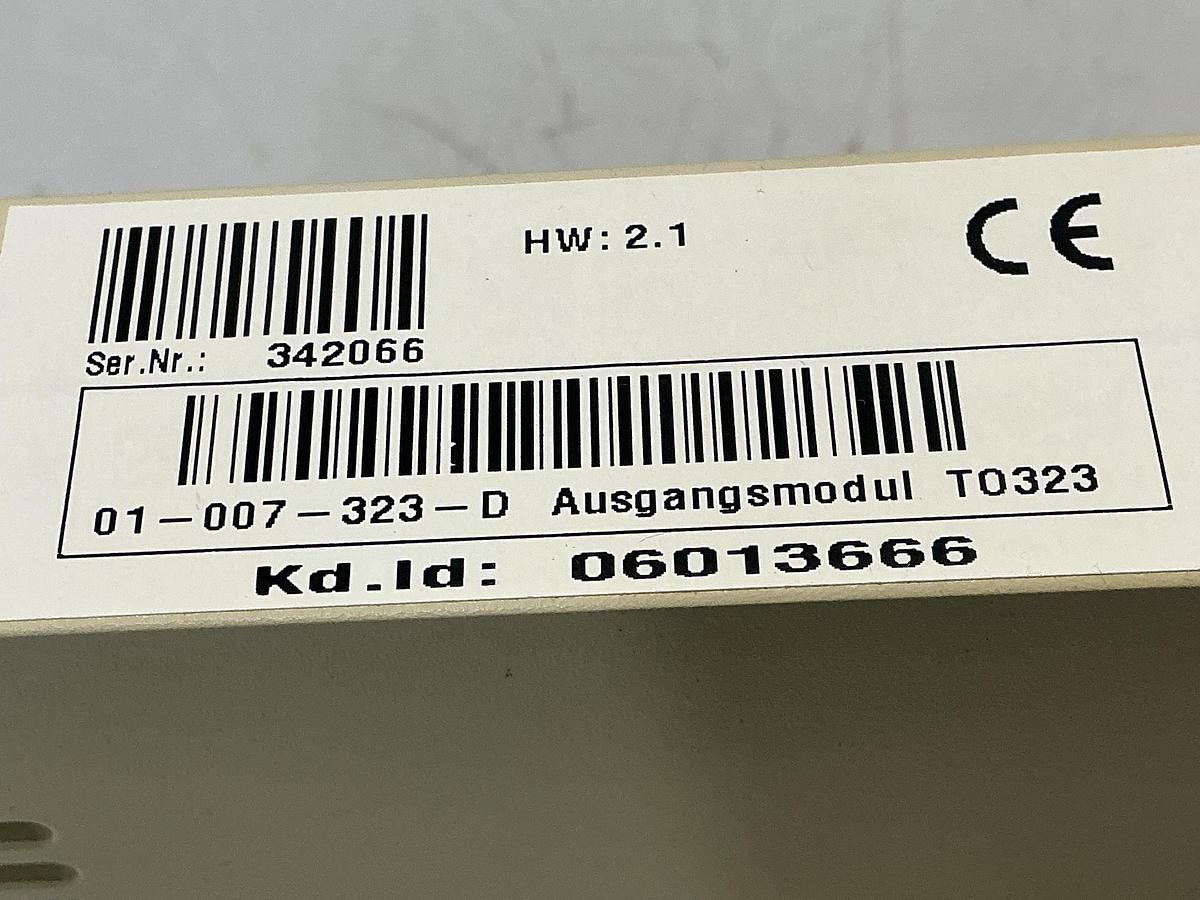 HW: 2.1
CE
Ser.Nr.: 342066
01-007-323-D Ausgangsmodul TO323
Kd.Id: 06013666